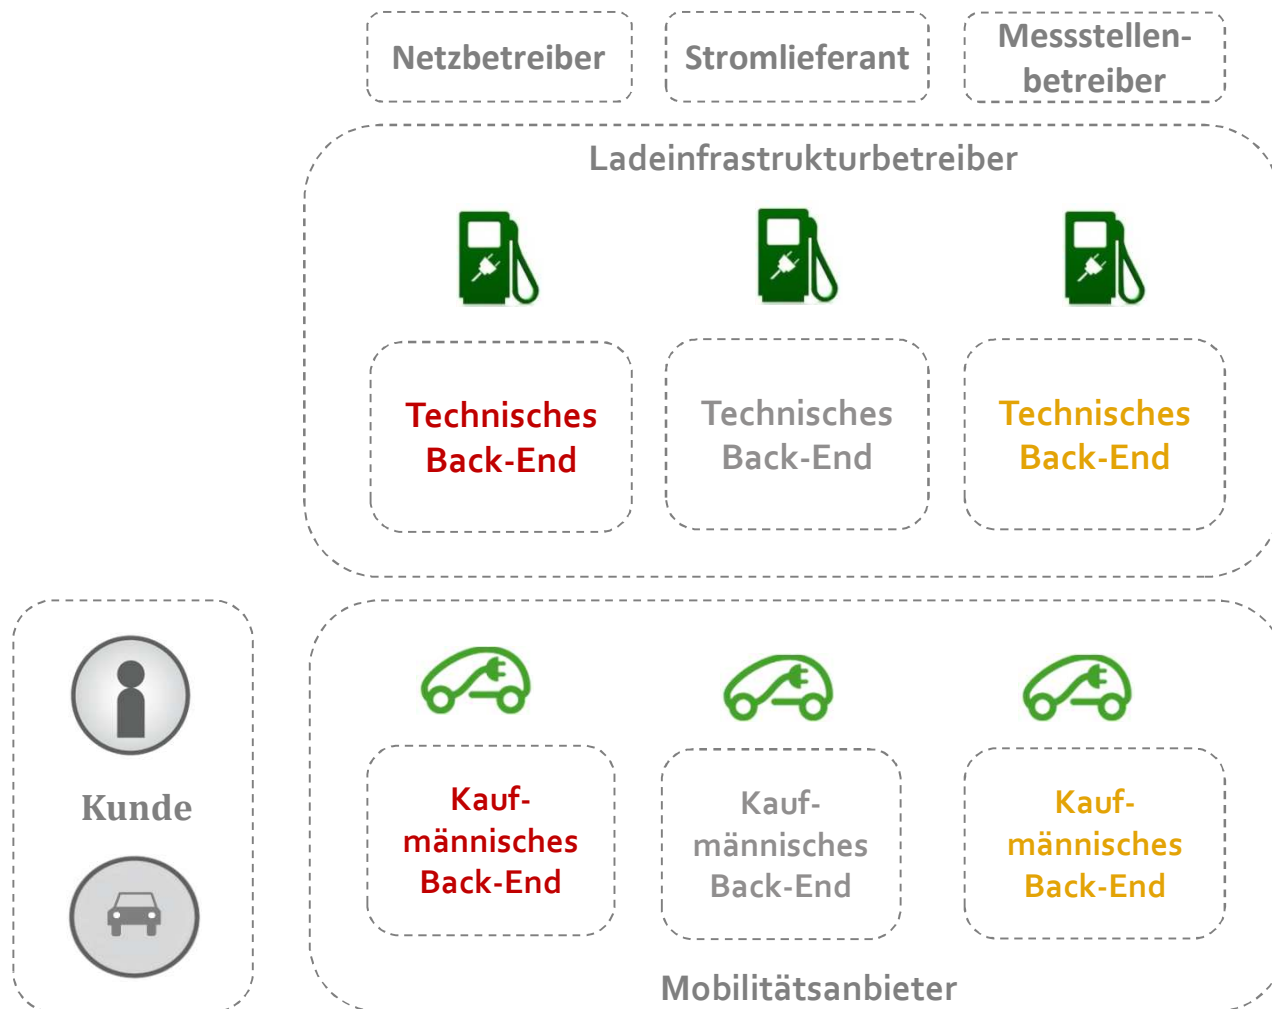 Netzbetreiber
Stromlieferant
Messstellen-
betreiber
Ladeinfrastrukturbetreiber
Technisches
Back-End
Technisches
Back-End
Technisches
Back-End
Kunde
Kauf-
männisches
Back-End
Kauf-
männisches
Back-End
Kauf-
männisches
Back-End
Mobilitätsanbieter